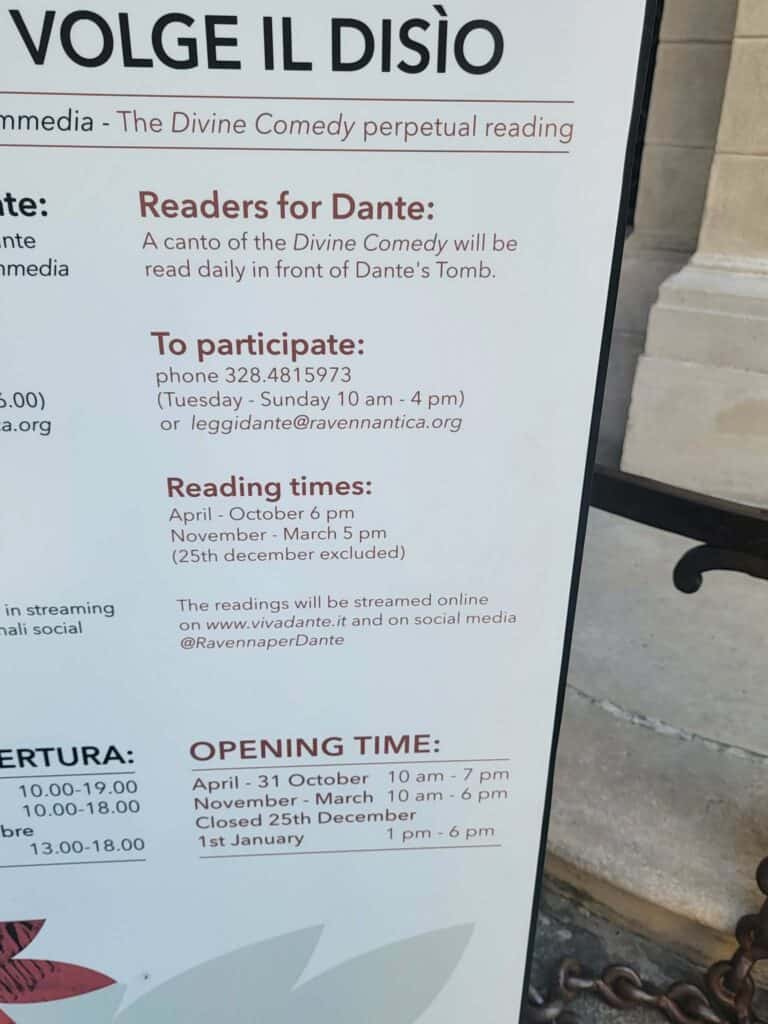 VOLGE IL DISÌO
mmedia - The Divine Comedy perpetual reading
te:
nte
mmedia
6.00)
a.org
in streaming
nali social
Readers for Dante:
A canto of the Divine Comedy will be
read daily in front of Dante's Tomb.
To participate:
phone 328.4815973
(Tuesday - Sunday 10 am - 4 pm)
or leggidante@ravennantica.org
Reading times:
April - October 6 pm
November - March 5 pm
(25th december excluded)
The readings will be streamed online
on www.vivadante.it and on social media
@RavennaperDante
ERTURA:
10.00-19.00
10.00-18.00
bre
13.00-18.00
OPENING TIME:
April - 31 October 10 am - 7 pm
November - March 10 am - 6 pm
Closed 25th December
1st January 1 pm - 6 pm